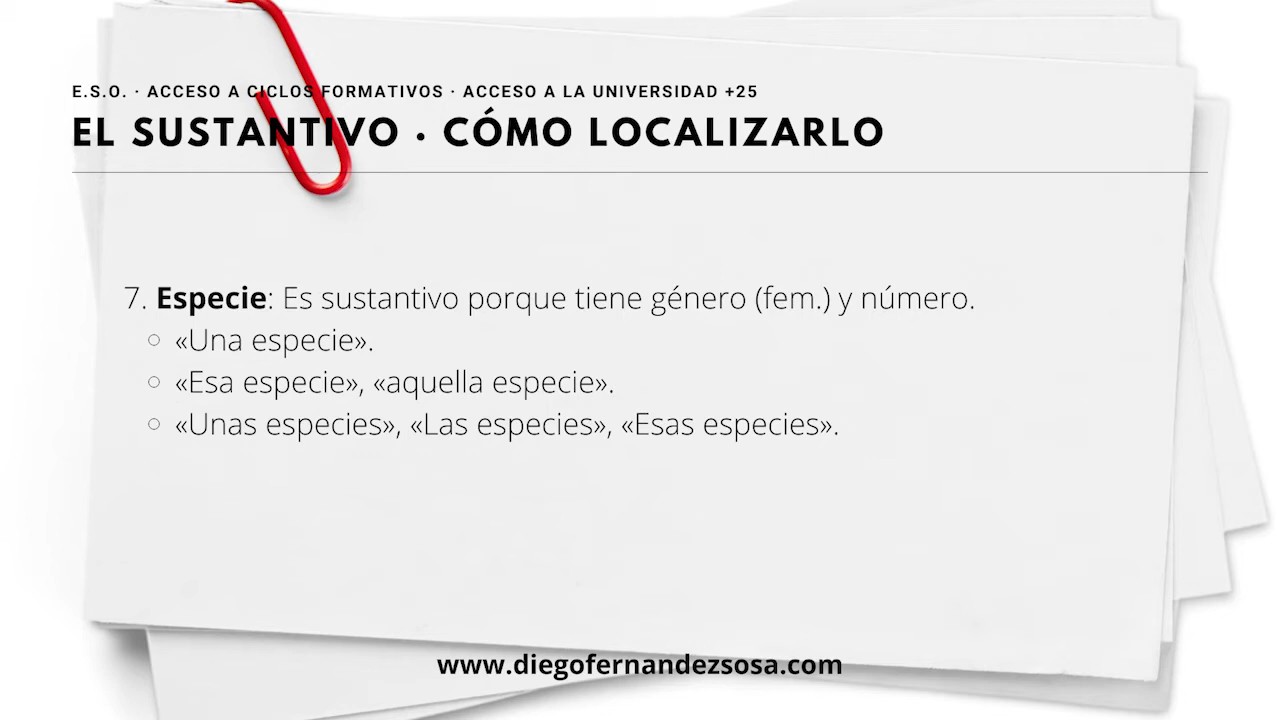 E.S.O. · ACCESO A CICLOS FORMATIVOS · ACCESO A LA UNIVERSIDAD +25
EL SUSTANTIVO · CÓMO LOCALIZARLO
7. Especie: Es sustantivo porque tiene género (fem.) y número.
○ «Una especie».
○ «Esa especie», «aquella especie».
○ «Unas especies», «Las especies», «Esas especies».
www.diegofernandezsosa.com